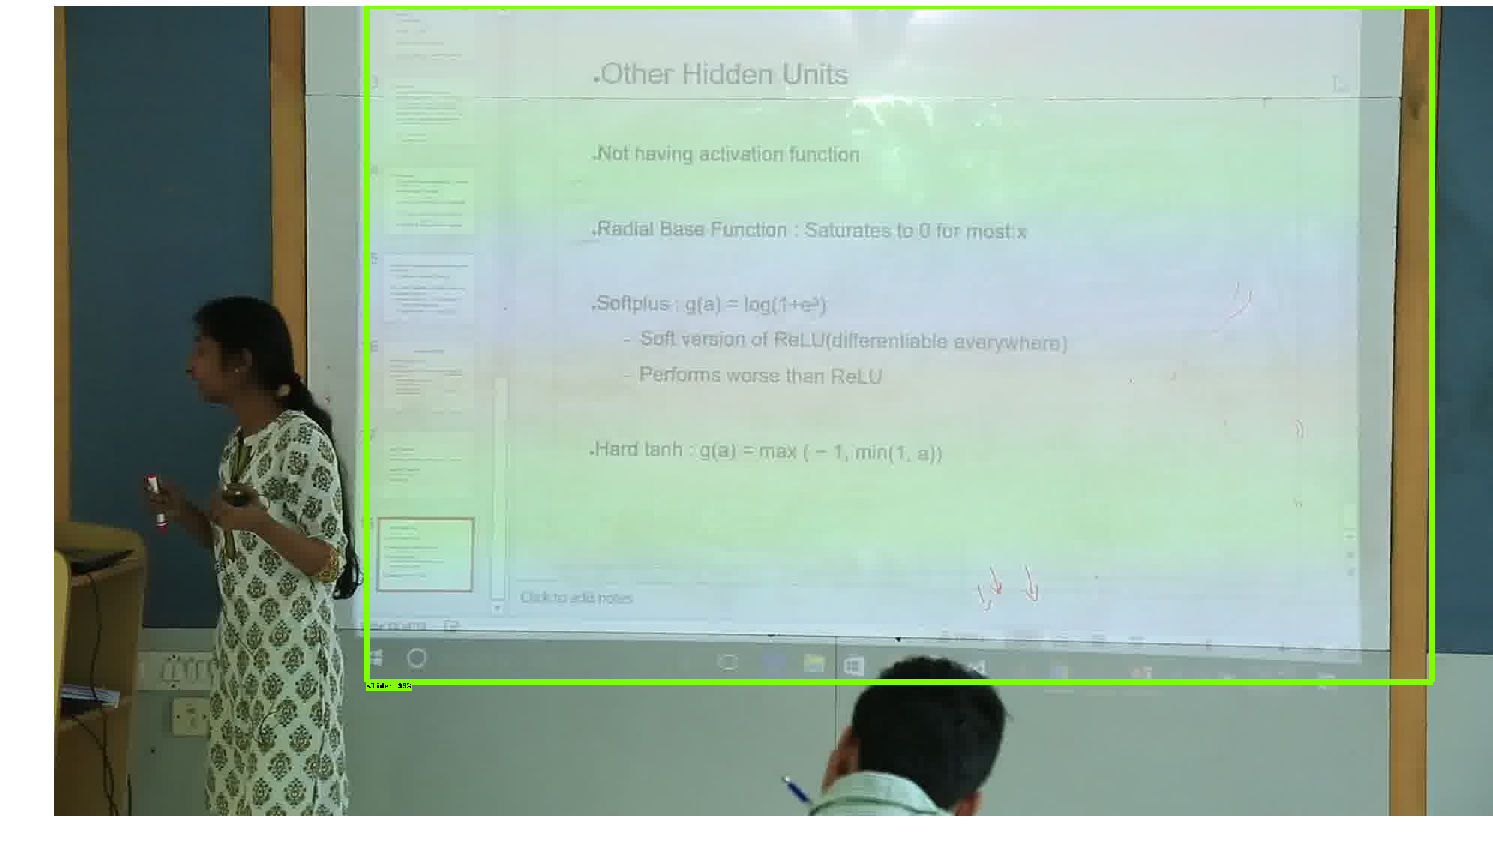 .Other Hidden Units
.Not having activation function
.Radial Base Function : Saturates to 0 for most x
.Softplus : g(a) = log(1+eᵃ)
- Soft version of ReLU(differentiable everywhere)
- Performs worse than ReLU
.Hard tanh : g(a) = max ( − 1, min(1, a))
Click to add notes